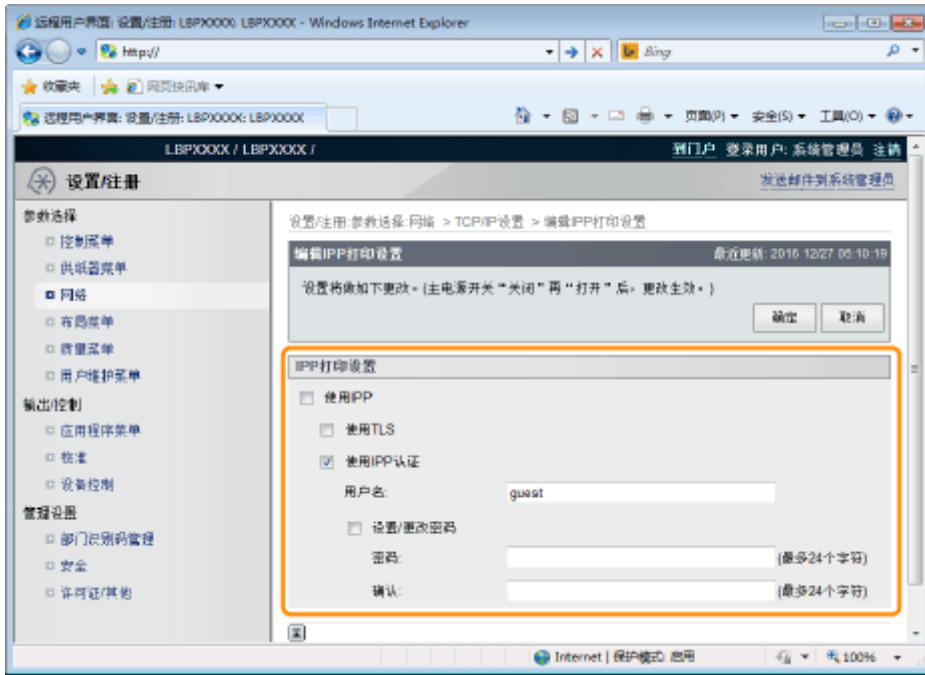 远程用户界面: 设置/注册: LBPXXXX: LBPXXXX - Windows Internet Explorer
http://
Bing
收藏夹 网页快讯库
远程用户界面: 设置/注册: LBPXXXX: LBPXXXX
页面(P) 安全(S) 工具(O)
LBPXXXX / LBPXXXX /
到门户 登录用户: 系统管理员 注销
设置/注册
发送邮件到系统管理员
参数选择
控制菜单
供纸器菜单
网络
布局菜单
质量菜单
用户维护菜单
输出/控制
应用程序菜单
校准
设备控制
管理设置
部门识别码管理
安全
许可证/其他
设置/注册:参数选择:网络 > TCP/IP设置 > 编辑IPP打印设置
编辑IPP打印设置
最近更新: 2016 12/27 05:10:19
设置将做如下更改。(主电源开关“关闭”再“打开”后，更改生效。)
确定 取消
IPP打印设置
使用IPP
使用TLS
使用IPP认证
用户名: guest
设置/更改密码
密码: (最多24个字符)
确认: (最多24个字符)
Internet | 保护模式: 启用
100%